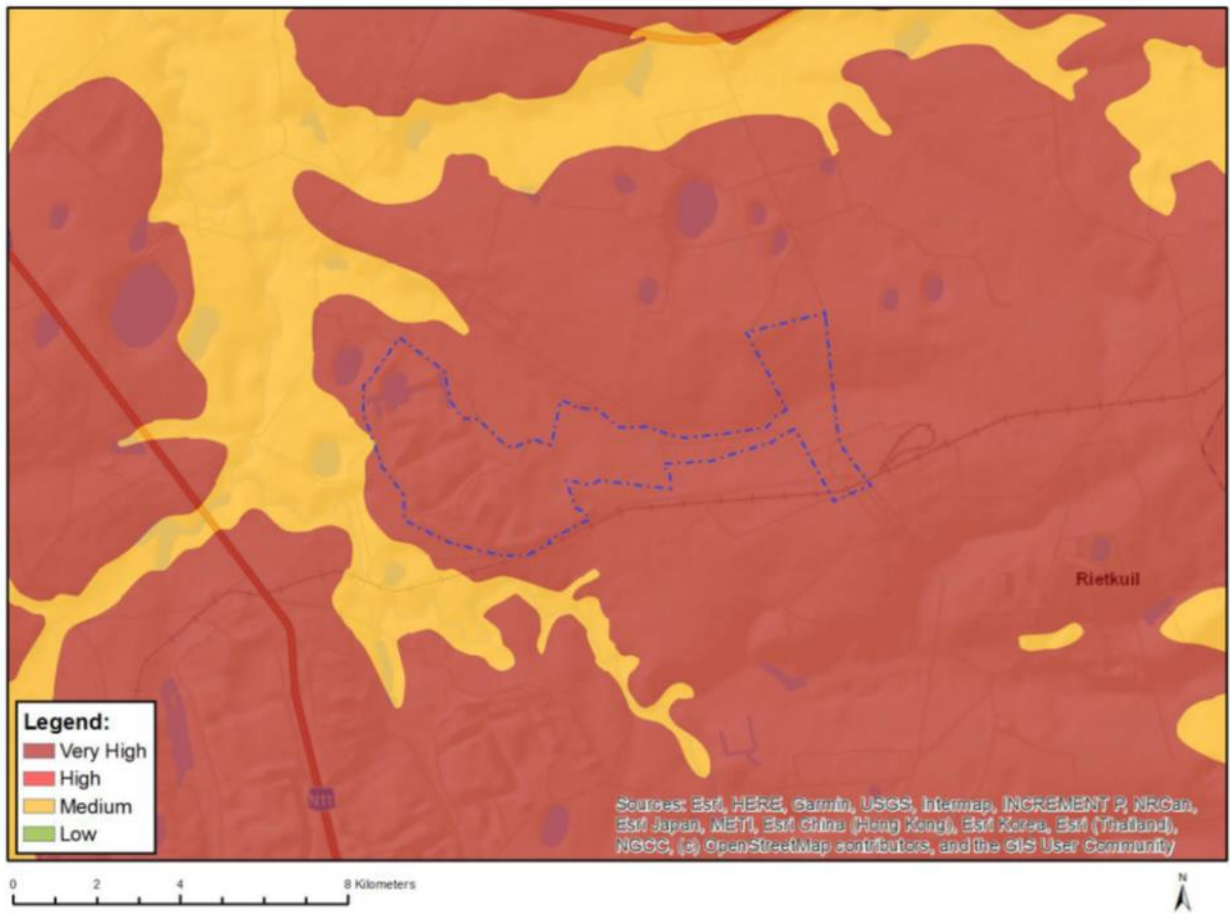 Rietkuil
Legend:
Very High
High
Medium
Low
N11
Sources: Esri, HERE, Garmin, USGS, Intermap, INCREMENT P, NRCan,
Esri Japan, METI, Esri China (Hong Kong), Esri Korea, Esri (Thailand),
NGCC, (c) OpenStreetMap contributors, and the GIS User Community
0 2 4 8 Kilometers
N